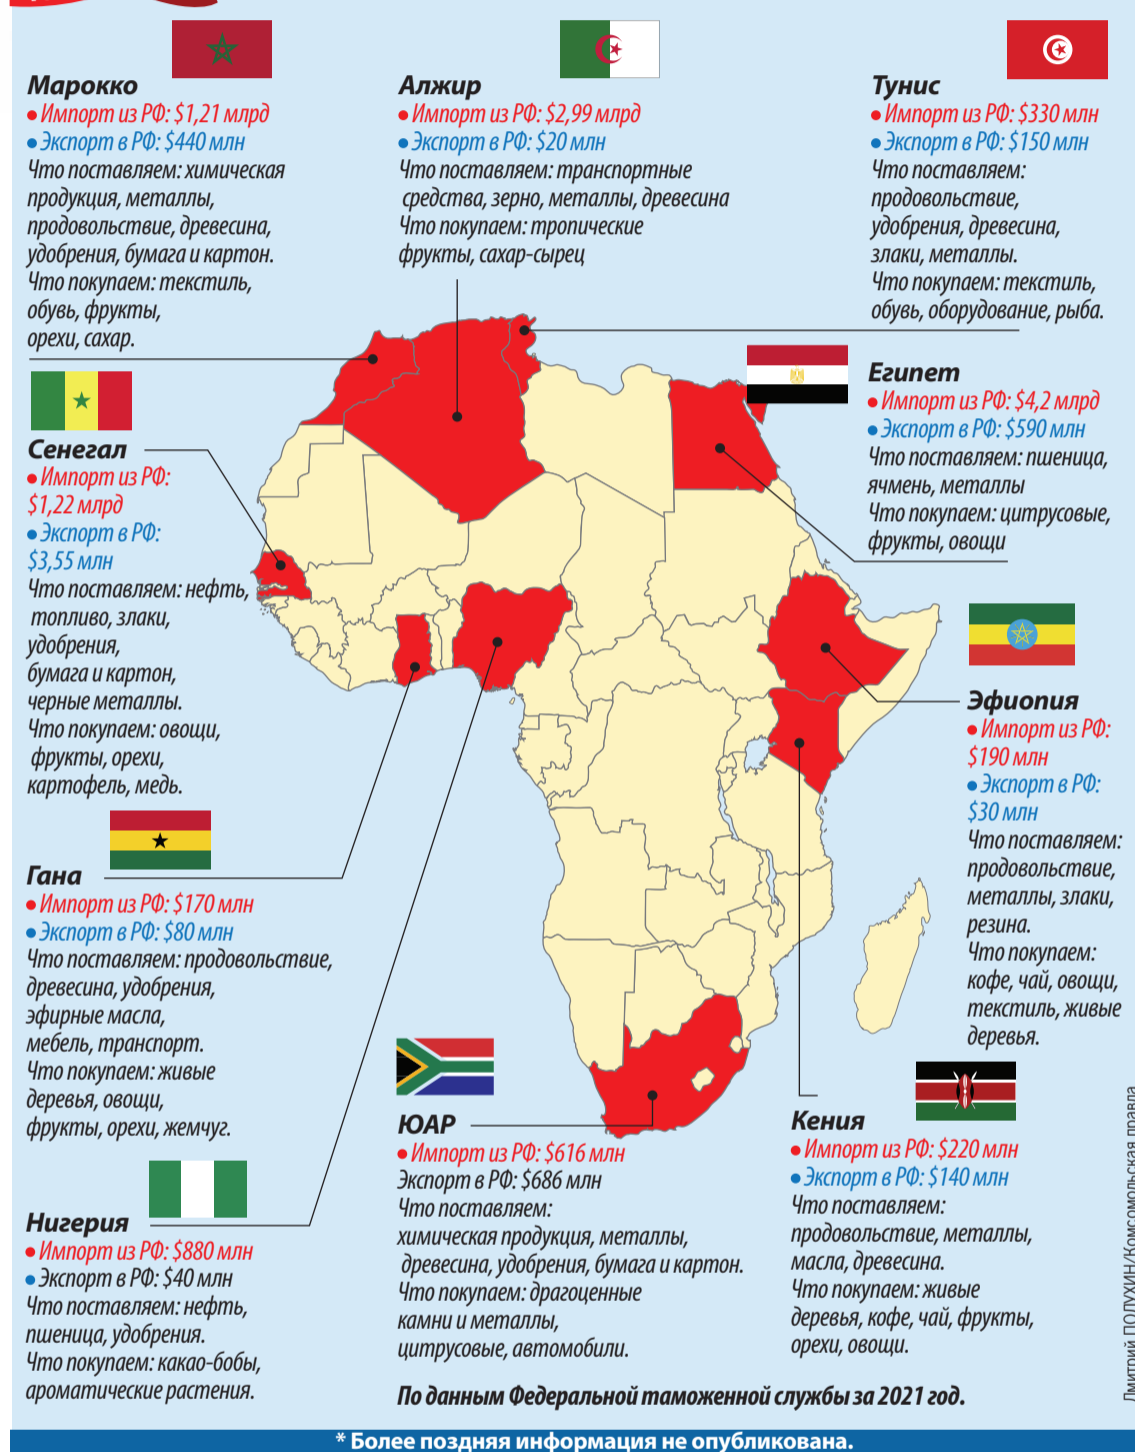 Марокко
• Импорт из РФ: $1,21 млрд
• Экспорт в РФ: $440 млн
Что поставляем: химическая
продукция, металлы,
продовольствие, древесина,
удобрения, бумага и картон.
Что покупаем: текстиль,
обувь, фрукты,
орехи, сахар.
Алжир
• Импорт из РФ: $2,99 млрд
• Экспорт в РФ: $20 млн
Что поставляем: транспортные
средства, зерно, металлы, древесина
Что покупаем: тропические
фрукты, сахар-сырец
Тунис
• Импорт из РФ: $330 млн
• Экспорт в РФ: $150 млн
Что поставляем:
продовольствие,
удобрения, древесина,
злаки, металлы.
Что покупаем: текстиль,
обувь, оборудование, рыба.
Египет
• Импорт из РФ: $4,2 млрд
• Экспорт в РФ: $590 млн
Что поставляем: пшеница,
ячмень, металлы
Что покупаем: цитрусовые,
фрукты, овощи
Сенегал
• Импорт из РФ:
$1,22 млрд
• Экспорт в РФ:
$3,55 млн
Что поставляем: нефть,
топливо, злаки,
удобрения,
бумага и картон,
черные металлы.
Что покупаем: овощи,
фрукты, орехи,
картофель, медь.
Эфиопия
• Импорт из РФ:
$190 млн
• Экспорт в РФ:
$30 млн
Что поставляем:
продовольствие,
металлы, злаки,
резина.
Что покупаем:
кофе, чай, овощи,
текстиль, живые
деревья.
Гана
• Импорт из РФ: $170 млн
• Экспорт в РФ: $80 млн
Что поставляем: продовольствие,
древесина, удобрения,
эфирные масла,
мебель, транспорт.
Что покупаем: живые
деревья, овощи,
фрукты, орехи, жемчуг.
Нигерия
• Импорт из РФ: $880 млн
• Экспорт в РФ: $40 млн
Что поставляем: нефть,
пшеница, удобрения.
Что покупаем: какао-бобы,
ароматические растения.
ЮАР
• Импорт из РФ: $616 млн
Экспорт в РФ: $686 млн
Что поставляем:
химическая продукция, металлы,
древесина, удобрения, бумага и картон.
Что покупаем: драгоценные
камни и металлы,
цитрусовые, автомобили.
Кения
• Импорт из РФ: $220 млн
• Экспорт в РФ: $140 млн
Что поставляем:
продовольствие, металлы,
масла, древесина.
Что покупаем: живые
деревья, кофе, чай, фрукты,
орехи, овощи.
По данным Федеральной таможенной службы за 2021 год.
Дмитрий ПОЛУХИН/Комсомольская правда
* Более поздняя информация не опубликована.